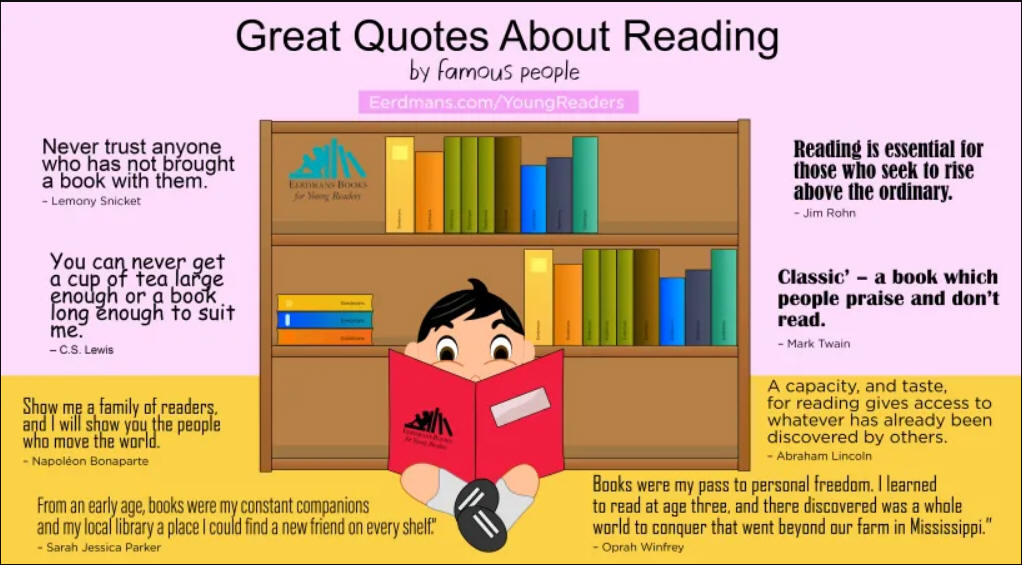 Great Quotes About Reading
by famous people
Eerdmans.com/YoungReaders
Never trust anyone
who has not brought
a book with them.
– Lemony Snicket
You can never get
a cup of tea large
enough or a book
long enough to suit
me.
– C.S. Lewis
Show me a family of readers,
and I will show you the people
who move the world.
– Napoléon Bonaparte
From an early age, books were my constant companions
and my local library a place I could find a new friend on every shelf."
– Sarah Jessica Parker
EERDMANS BOOKS
for Young Readers
EERDMANS BOOKS
for Young Readers
Reading is essential for
those who seek to rise
above the ordinary.
– Jim Rohn
Classic’ – a book which
people praise and don’t
read.
– Mark Twain
A capacity, and taste,
for reading gives access to
whatever has already been
discovered by others.
– Abraham Lincoln
Books were my pass to personal freedom. I learned
to read at age three, and there discovered was a whole
world to conquer that went beyond our farm in Mississippi.”
– Oprah Winfrey